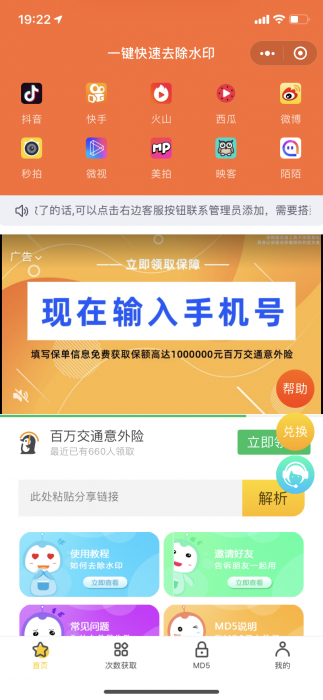 19:22
一键快速去除水印
抖音
快手
火山
西瓜
微博
秒拍
微视
美拍
映客
陌陌
了的话,可以点击右边客服按钮联系管理员添加，需要搭
广告
立即领取保障
现在输入手机号
填写保单信息免费获取保额高达1000000元百万交通意外险
帮助
百万交通意外险
最近已有660人领取
立即领
兑换
此处粘贴分享链接
解析
使用教程
如何去除水印
立即查看
邀请好友
告诉朋友一起用
立即查看
常见问题
MD5说明
首页
次数获取
MD5
我的